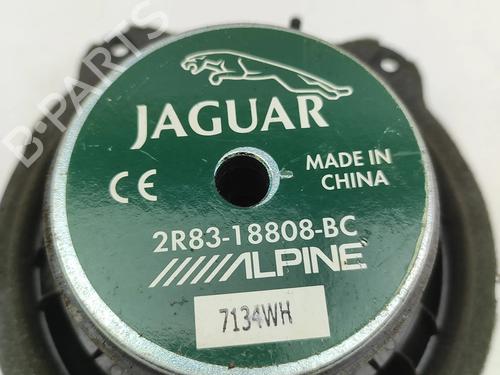 JAGUAR
CE
MADE IN
CHINA
2R83-18808-BC
ALPINE
7134WH
B-PARTS